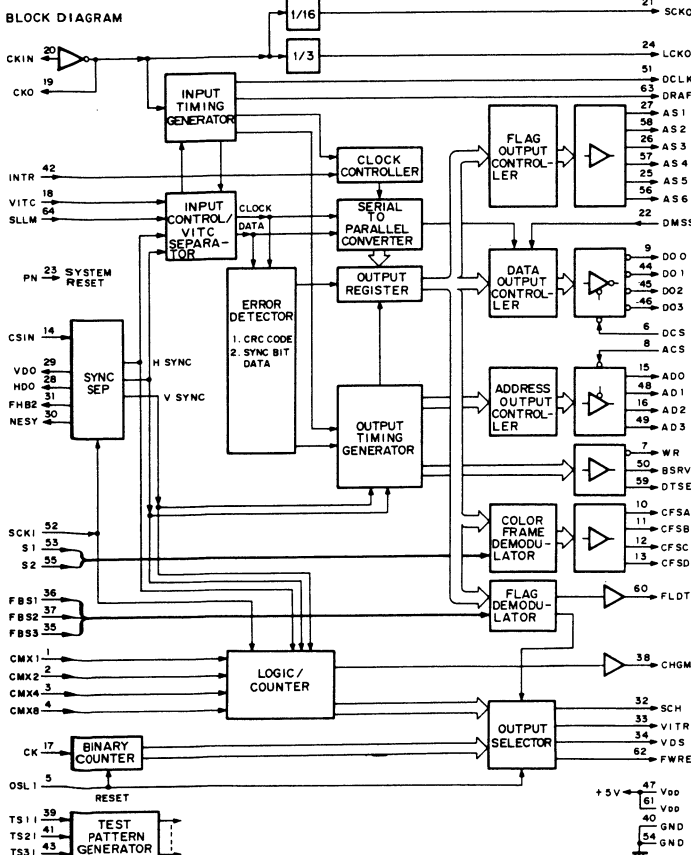 BLOCK DIAGRAM
1/16
21 SCKO
CKIN 20
1/3
24 LCKO
CKO 19
51 DCLK
63 DRAF
INPUT TIMING GENERATOR
27 AS1
58 AS2
26 AS3
57 AS4
25 AS5
56 AS6
FLAG OUTPUT CONTROL-LER
INTR 42
CLOCK CONTROLLER
VITC 18
SLLM 64
INPUT CONTROL/ VITC SEPARA-TOR
CLOCK
DATA
SERIAL TO PARALLEL CONVERTER
22 DMSS
PN 23 SYSTEM RESET
OUTPUT REGISTER
DATA OUTPUT CONTROL-LER
9 DO0
44 DO1
45 DO2
46 DO3
6 DCS
8 ACS
ERROR DETECTOR
1. CRC CODE
2. SYNC BIT DATA
CSIN 14
VDO 29
HDO 28
FHB2 31
NESY 30
SYNC SEP
H SYNC
V SYNC
OUTPUT TIMING GENERATOR
ADDRESS OUTPUT CONTROL-LER
15 AD0
48 AD1
16 AD2
49 AD3
7 WR
50 BSRV
59 DTSE
SCKI 52
S1 53
S2 55
COLOR FRAME DEMODU-LATOR
10 CFSA
11 CFSB
12 CFSC
13 CFSD
FBS1 36
FBS2 37
FBS3 35
FLAG DEMODU-LATOR
60 FLDT
CMX1 1
CMX2 2
CMX4 3
CMX8 4
LOGIC/ COUNTER
38 CHGM
OUTPUT SELECTOR
32 SCH
33 VITR
34 VDS
62 FWRE
CK 17
BINARY COUNTER
OSL1 5
RESET
+5V
47 VDD
61 VDD
40 GND
54 GND
TS1I 39
TS2I 41
TS3I 43
TEST PATTERN GENERATOR